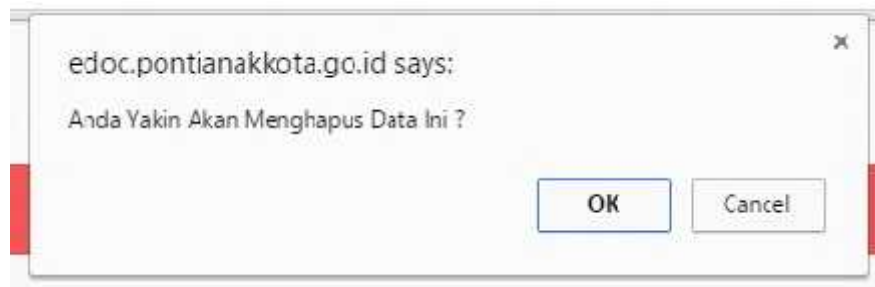 edoc.pontianakkota.go.id says:
Anda Yakin Akan Menghapus Data Ini ?
OK Cancel